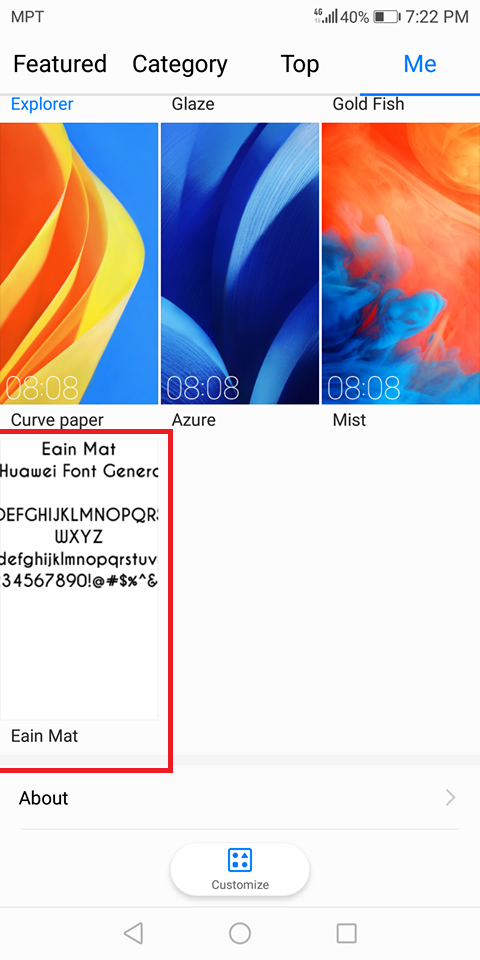 MPT 4G 40% 7:22 PM
Featured Category Top Me
Explorer Glaze Gold Fish
08:08 08:08 08:08
Curve paper Azure Mist
Eain Mat
Huawei Font Genera
DEFGHIJKLMNOPQRS
WXYZ
defghijklmnopqrstuv
34567890!@#$%^&
Eain Mat
About
Customize